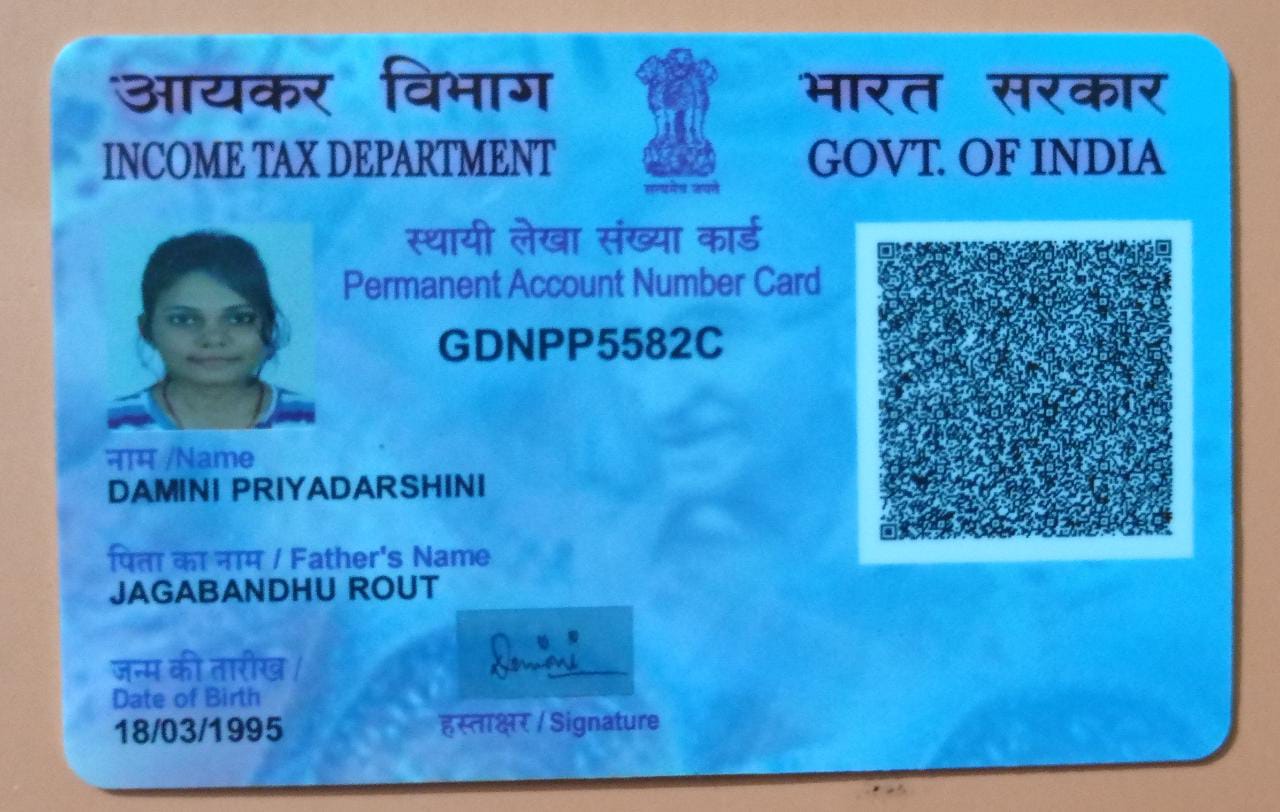 आयकर विभाग
INCOME TAX DEPARTMENT
सत्यमेव जयते
भारत सरकार
GOVT. OF INDIA
स्थायी लेखा संख्या कार्ड
Permanent Account Number Card
GDNPP5582C
नाम /Name
DAMINI PRIYADARSHINI
पिता का नाम / Father's Name
JAGABANDHU ROUT
जन्म की तारीख /
Date of Birth
18/03/1995
Damini
हस्ताक्षर / Signature